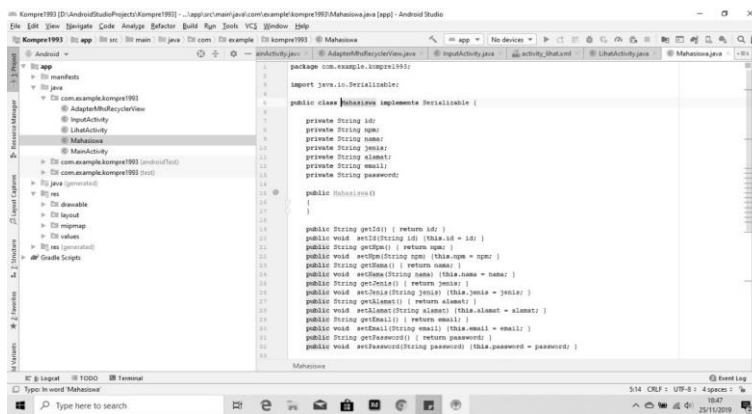 Kompre1993 [D:\AndroidStudioProjects\Kompre1993] - ...\app\src\main\java\com\example\kompre1993\Mahasiswa.java [app] - Android Studio
File Edit View Navigate Code Analyze Refactor Build Run Tools VCS Window Help
Kompre1993 app src main java com example kompre1993 Mahasiswa app No devices
Android
AdapterMhsRecyclerView.java InputActivity.java activity_lihat.xml LihatActivity.java Mahasiswa.java
app
manifests
java
com.example.kompre1993
AdapterMhsRecyclerView
InputActivity
LihatActivity
Mahasiswa
MainActivity
com.example.kompre1993 (androidTest)
com.example.kompre1993 (test)
java (generated)
res
drawable
layout
mipmap
values
res (generated)
Gradle Scripts
1: Project
Resource Manager
Layout Captures
Z: Structure
2: Favorites
package com.example.kompre1993;
import java.io.Serializable;
public class Mahasiswa implements Serializable {
private String id;
private String npm;
private String nama;
private String jenis;
private String alamat;
private String email;
private String password;
public Mahasiswa()
{
}
public String getId() { return id; }
public void setId(String id) {this.id = id; }
public String getNpm() { return npm; }
public void setNpm(String npm) {this.npm = npm; }
public String getNama() { return nama; }
public void setNama(String nama) {this.nama = nama; }
public String getJenis() { return jenis; }
public void setJenis(String jenis) {this.jenis = jenis; }
public String getAlamat() { return alamat; }
public void setAlamat(String alamat) {this.alamat = alamat; }
public String getEmail() { return email; }
public void setEmail(String email) {this.email = email; }
public String getPassword() { return password; }
public void setPassword(String password) {this.password = password; }
Mahasiswa
6: Logcat TODO Terminal Event Log
Typo: In word 'Mahasiswa' 5:14 CRLF UTF-8 4 spaces
Type here to search 18:47
25/11/2019